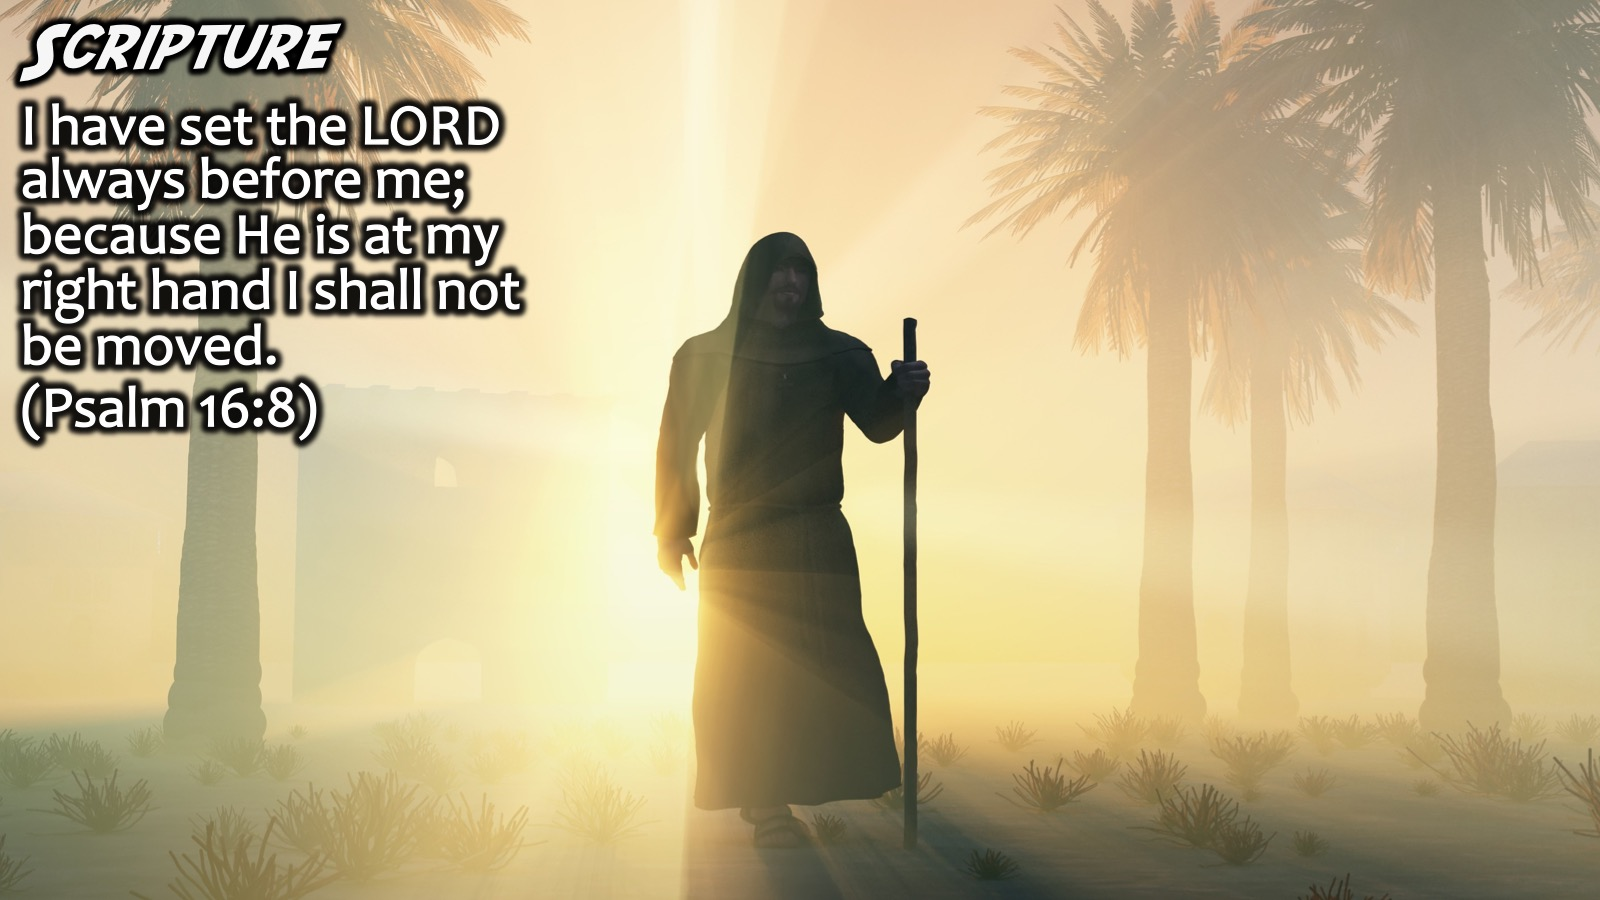 SCRIPTURE
I have set the LORD
always before me;
because He is at my
right hand I shall not
be moved.
(Psalm 16:8)